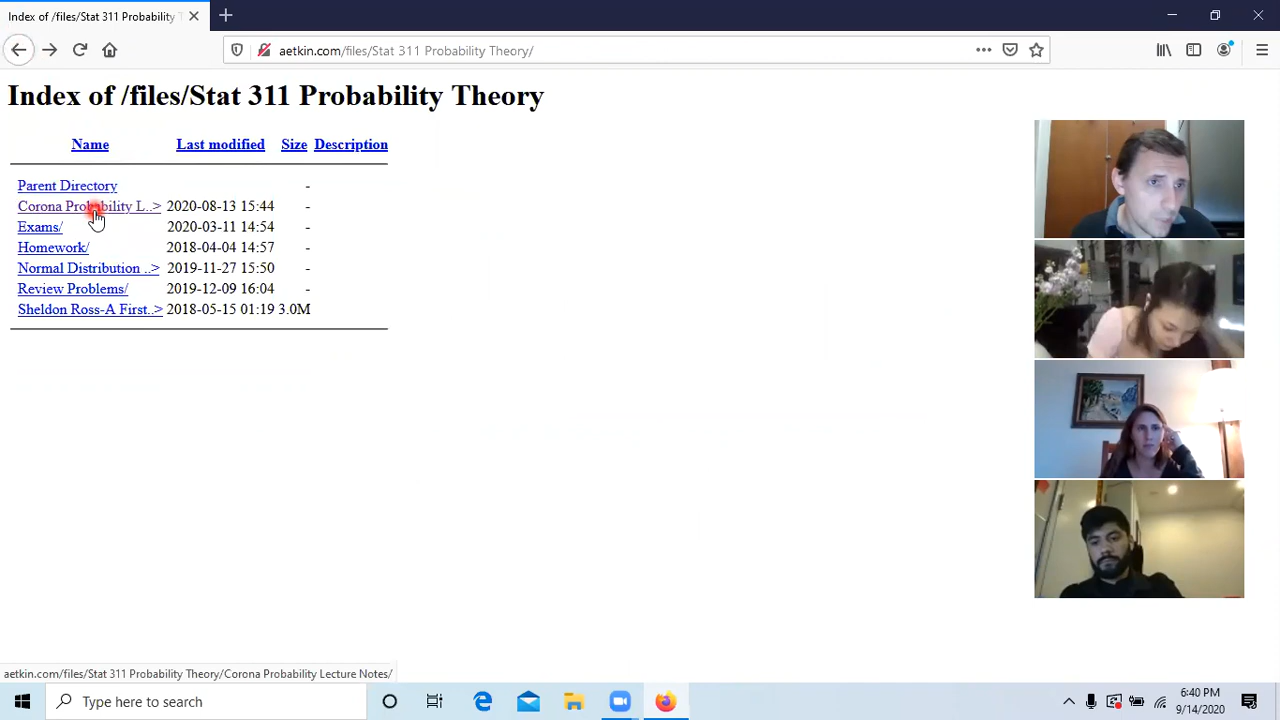 Index of /files/Stat 311 Probability T
aetkin.com/files/Stat 311 Probability Theory/
Index of /files/Stat 311 Probability Theory
Name Last modified Size Description
Parent Directory -
Corona Probability L..> 2020-08-13 15:44 -
Exams/ 2020-03-11 14:54 -
Homework/ 2018-04-04 14:57 -
Normal Distribution ..> 2019-11-27 15:50 -
Review Problems/ 2019-12-09 16:04 -
Sheldon Ross-A First..> 2018-05-15 01:19 3.0M
aetkin.com/files/Stat 311 Probability Theory/Corona Probability Lecture Notes/
Type here to search
6:40 PM
9/14/2020